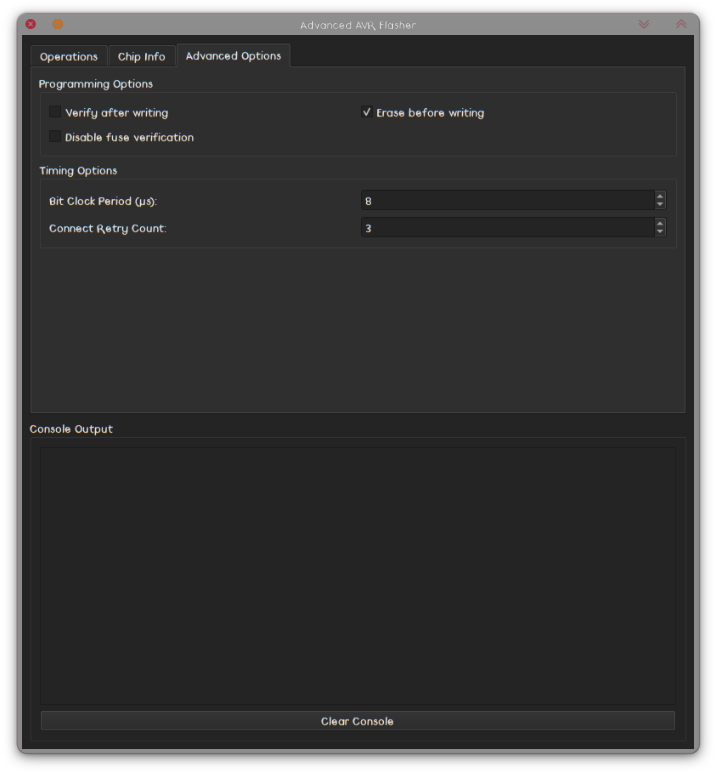 Advanced AVR Flasher
Operations Chip Info Advanced Options
Programming Options
Verify after writing Erase before writing
Disable fuse verification
Timing Options
Bit Clock Period (µs): 8
Connect Retry Count: 3
Console Output
Clear Console